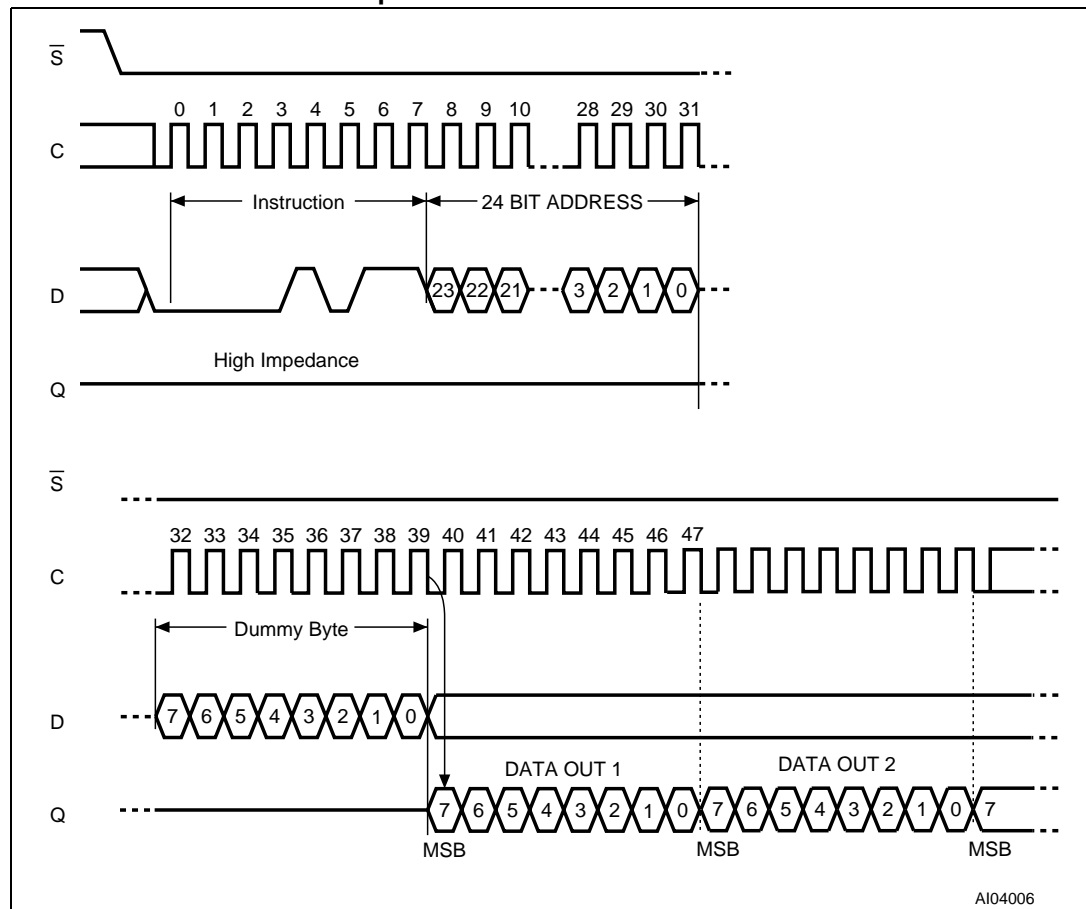 S̅
0 1 2 3 4 5 6 7 8 9 10 28 29 30 31
C
Instruction 24 BIT ADDRESS
D 23 22 21 3 2 1 0
High Impedance
Q
S̅
32 33 34 35 36 37 38 39 40 41 42 43 44 45 46 47
C
Dummy Byte
D 7 6 5 4 3 2 1 0
DATA OUT 1 DATA OUT 2
Q 7 6 5 4 3 2 1 0 7 6 5 4 3 2 1 0 7
MSB MSB MSB
AI04006